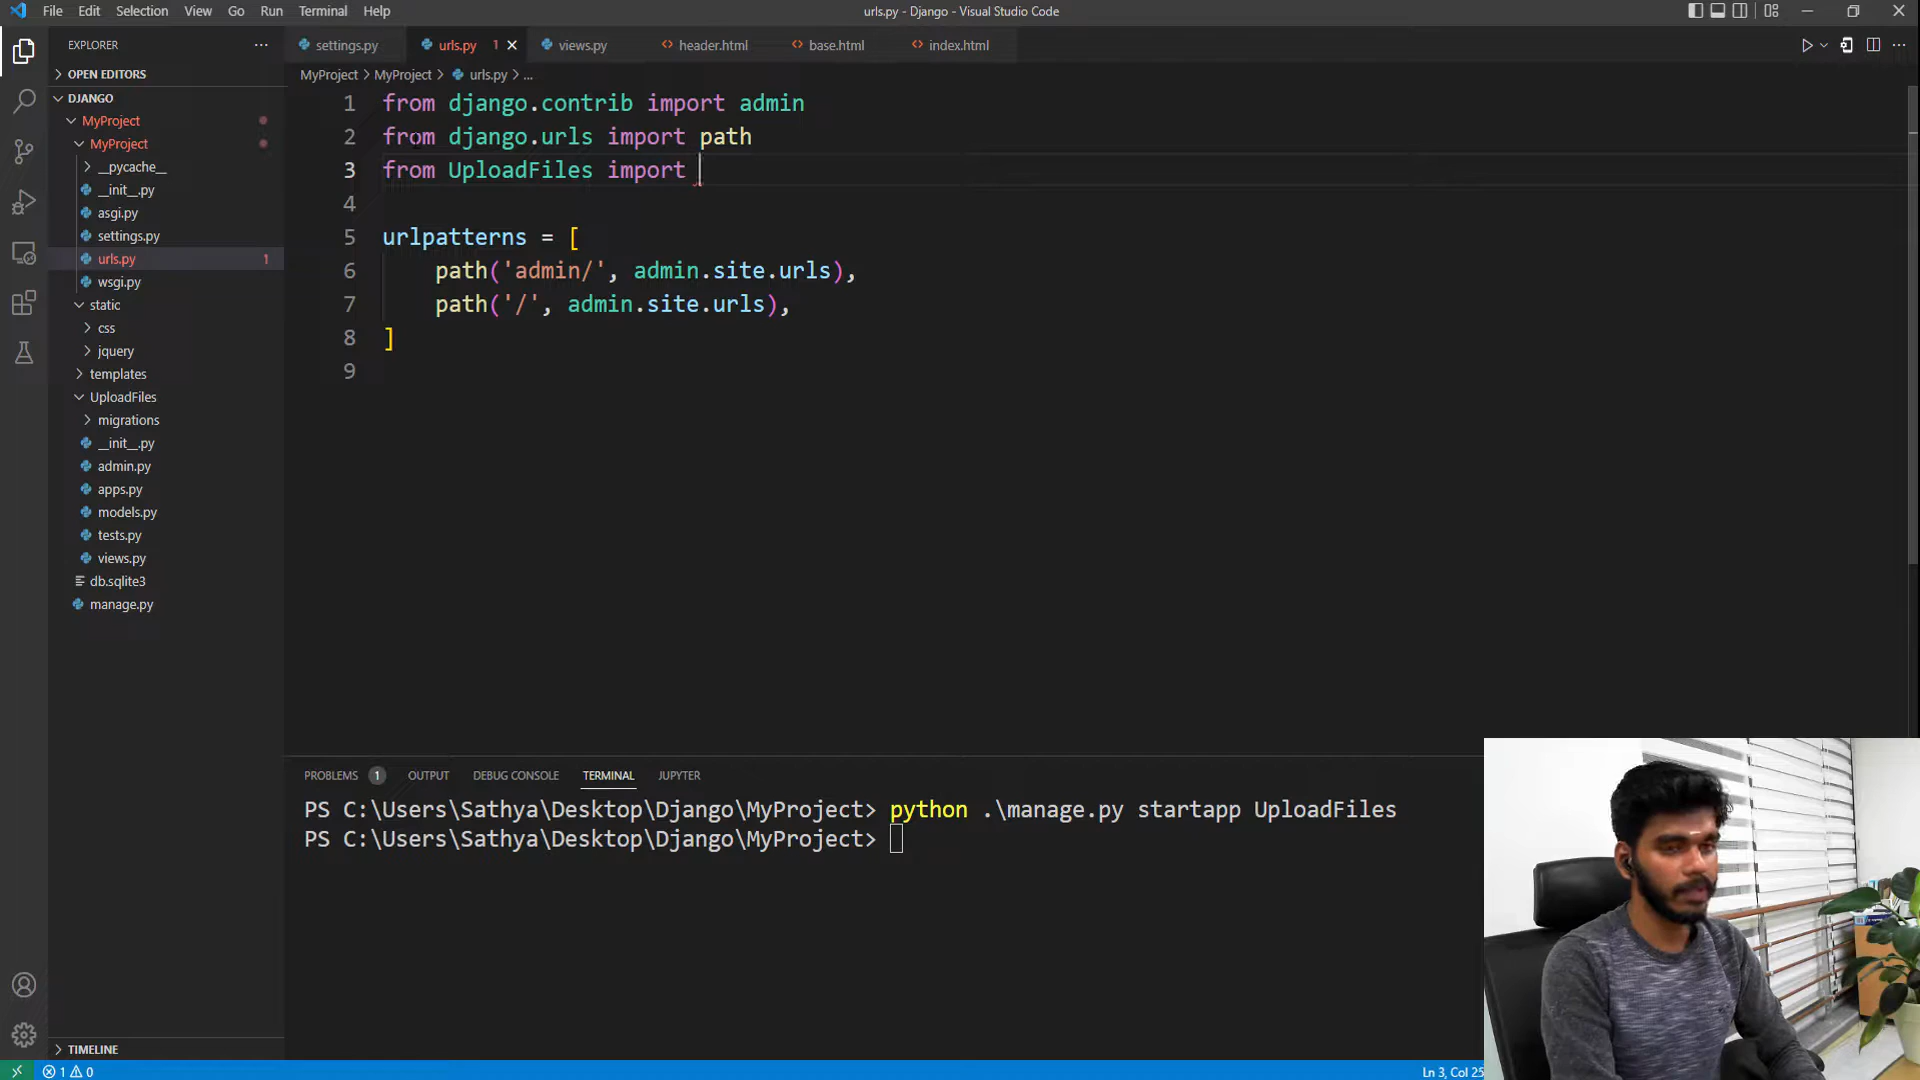 File Edit Selection View Go Run Terminal Help
urls.py - Django - Visual Studio Code
EXPLORER
settings.py
urls.py 1
views.py
header.html
base.html
index.html
OPEN EDITORS
DJANGO
MyProject
MyProject
__pycache__
__init__.py
asgi.py
settings.py
urls.py 1
wsgi.py
static
css
jquery
templates
UploadFiles
migrations
__init__.py
admin.py
apps.py
models.py
tests.py
views.py
db.sqlite3
manage.py
TIMELINE
MyProject > MyProject > urls.py > ...
1 from django.contrib import admin
2 from django.urls import path
3 from UploadFiles import
4
5 urlpatterns = [
6 path('admin/', admin.site.urls),
7 path('/', admin.site.urls),
8 ]
9
PROBLEMS 1 OUTPUT DEBUG CONSOLE TERMINAL JUPYTER
PS C:\Users\Sathya\Desktop\Django\MyProject> python .\manage.py startapp UploadFiles
PS C:\Users\Sathya\Desktop\Django\MyProject>
1 0
Ln 3, Col 25